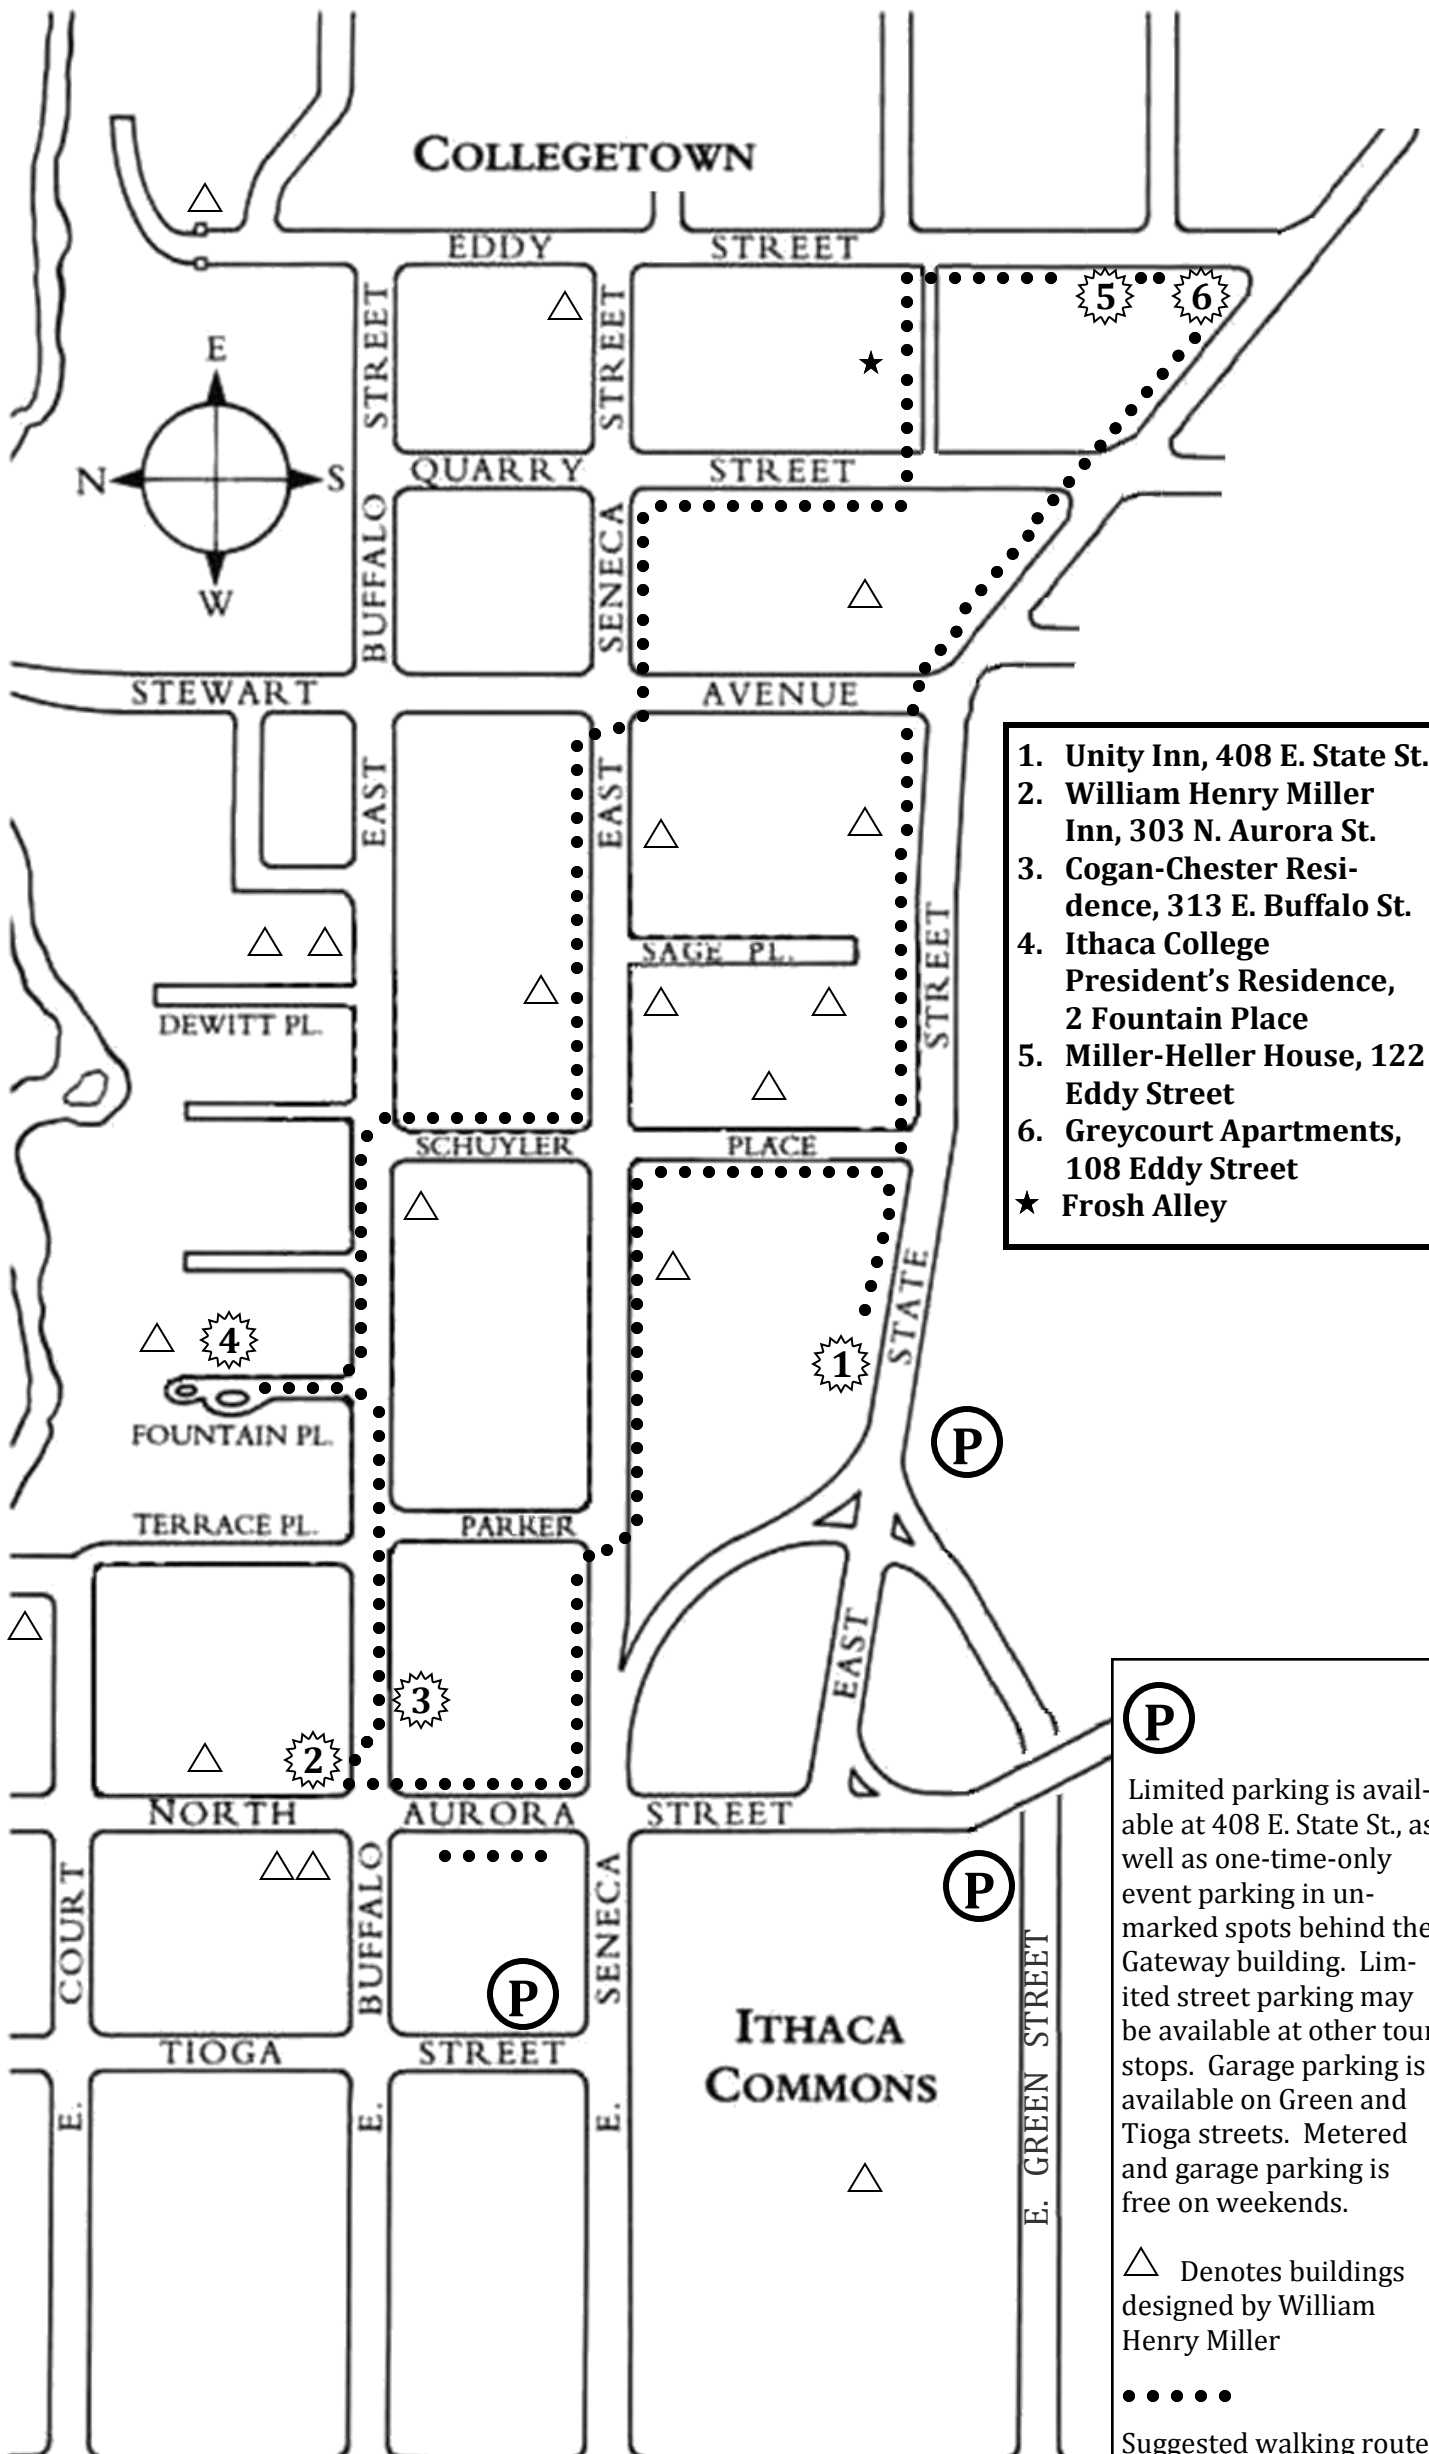 COLLEGETOWN
EDDY STREET
STREET
STREET
E
N
S
W
QUARRY STREET
BUFFALO
SENECA
STEWART AVENUE
EAST
EAST
SAGE PL.
STREET
DEWITT PL.
SCHUYLER PLACE
STATE
FOUNTAIN PL.
TERRACE PL.
PARKER
EAST
5
6
4
1
3
2
P
P
P
NORTH AURORA STREET
COURT
BUFFALO
SENECA
TIOGA STREET
E.
E.
E.
ITHACA
COMMONS
E. GREEN STREET
1. Unity Inn, 408 E. State St.
2. William Henry Miller
Inn, 303 N. Aurora St.
3. Cogan-Chester Resi-
dence, 313 E. Buffalo St.
4. Ithaca College
President’s Residence,
2 Fountain Place
5. Miller-Heller House, 122
Eddy Street
6. Greycourt Apartments,
108 Eddy Street
★ Frosh Alley
P
Limited parking is avail-
able at 408 E. State St., as
well as one-time-only
event parking in un-
marked spots behind the
Gateway building. Lim-
ited street parking may
be available at other tour
stops. Garage parking is
available on Green and
Tioga streets. Metered
and garage parking is
free on weekends.
△ Denotes buildings
designed by William
Henry Miller
Suggested walking route